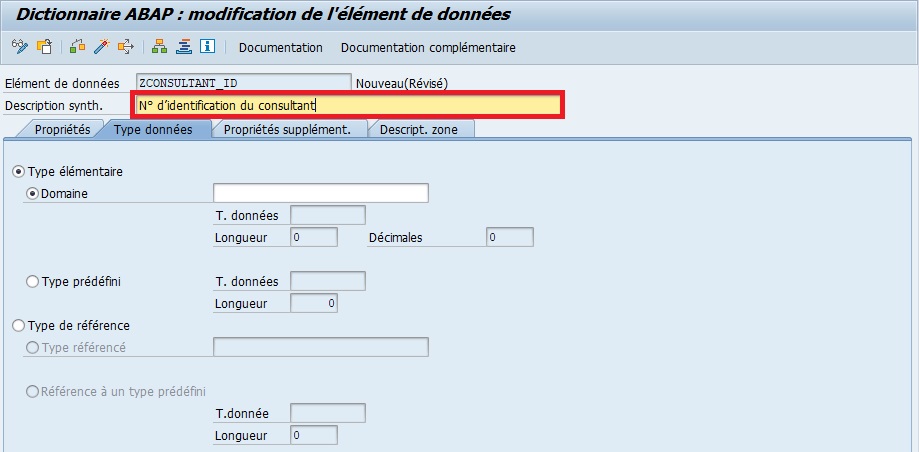 Dictionnaire ABAP : modification de l'élément de données
Documentation Documentation complémentaire
Elément de données ZCONSULTANT_ID Nouveau(Révisé)
Description synth. N° d'identification du consultant
Propriétés Type données Propriétés supplément. Descript. zone
Type élémentaire
Domaine
T. données
Longueur 0 Décimales 0
Type prédéfini T. données
Longueur 0
Type de référence
Type référencé
Référence à un type prédéfini
T.donnée
Longueur 0